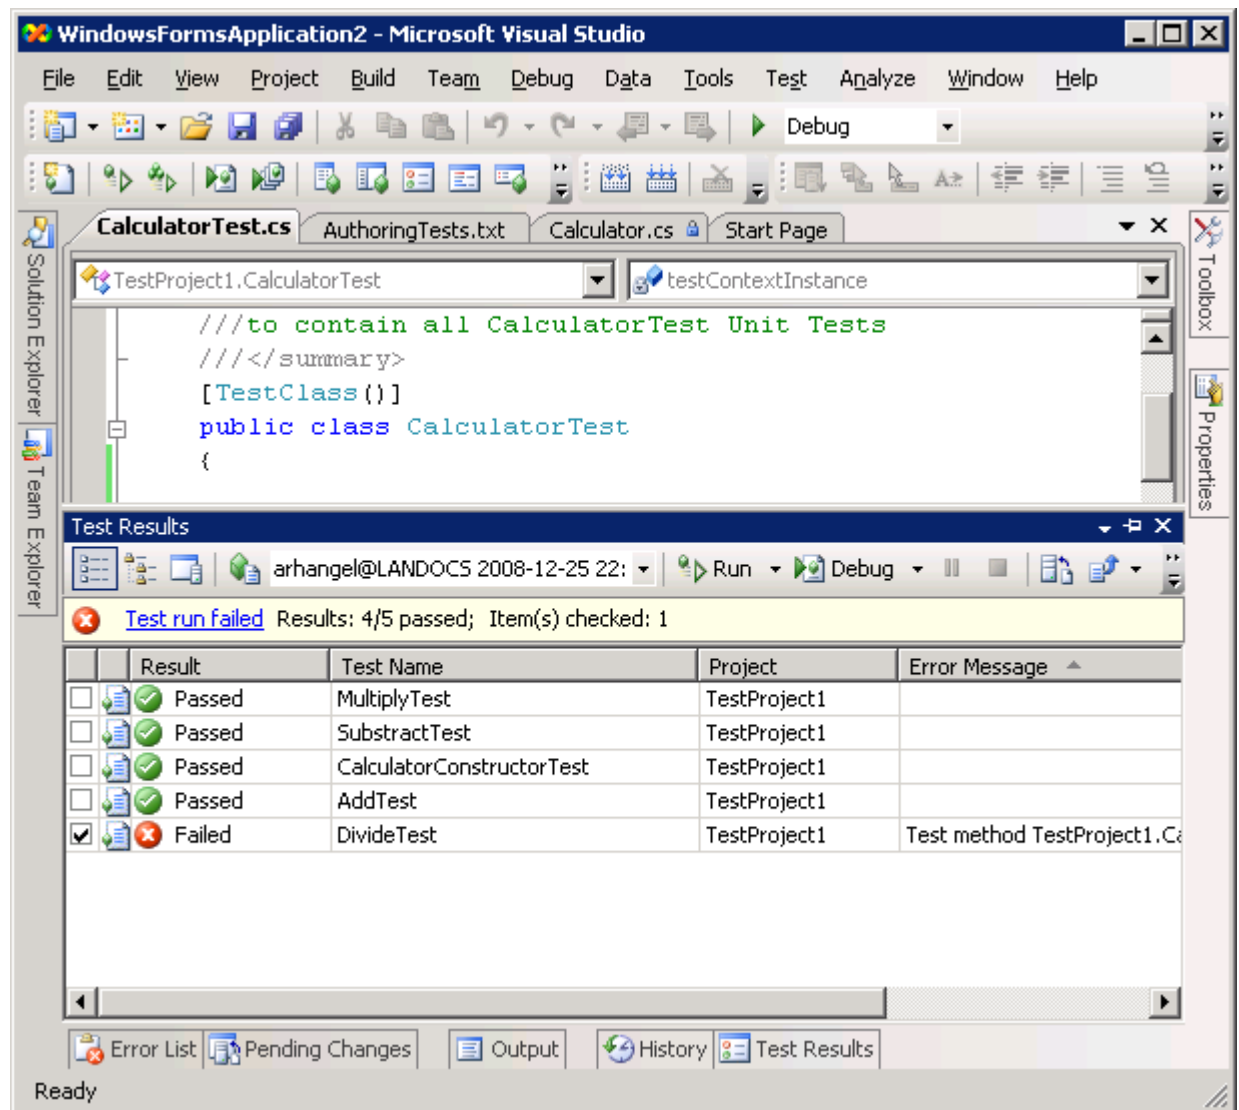 WindowsFormsApplication2 - Microsoft Visual Studio
File Edit View Project Build Team Debug Data Tools Test Analyze Window Help
Debug
CalculatorTest.cs AuthoringTests.txt Calculator.cs Start Page
TestProject1.CalculatorTest testContextInstance
///to contain all CalculatorTest Unit Tests
///</summary>
[TestClass()]
public class CalculatorTest
{
Solution Explorer
Team Explorer
Toolbox
Properties
Test Results
arhangel@LANDOCS 2008-12-25 22: Run Debug
Test run failed Results: 4/5 passed; Item(s) checked: 1
Result Test Name Project Error Message
Passed MultiplyTest TestProject1
Passed SubstractTest TestProject1
Passed CalculatorConstructorTest TestProject1
Passed AddTest TestProject1
Failed DivideTest TestProject1 Test method TestProject1.Ca
Error List Pending Changes Output History Test Results
Ready